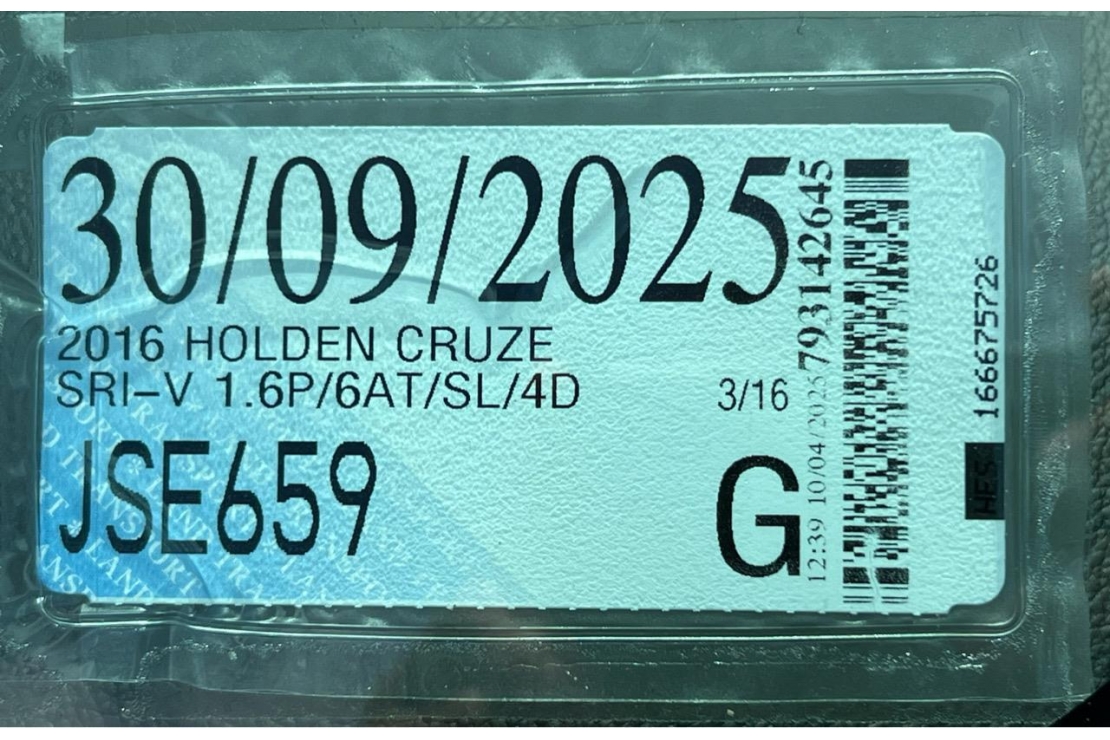 30/09/2025
2016 HOLDEN CRUZE
SRI-V 1.6P/6AT/SL/4D 3/16
JSE659 G
12:39 10/04/2025 793142645
166675726
WES